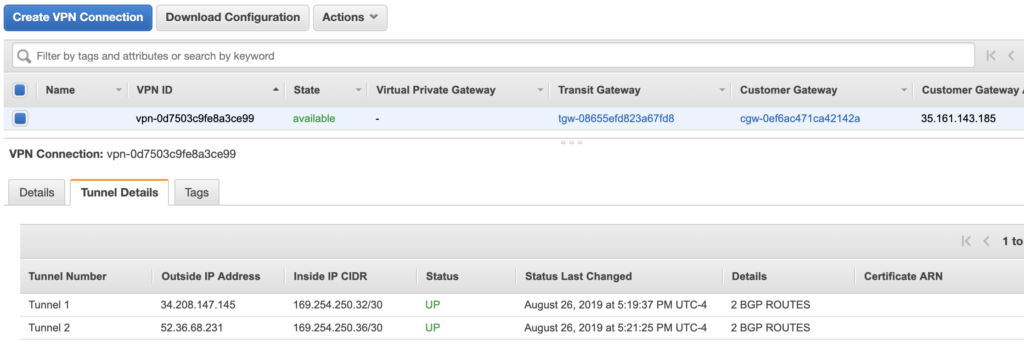 Create VPN Connection Download Configuration Actions
Filter by tags and attributes or search by keyword
Name VPN ID State Virtual Private Gateway Transit Gateway Customer Gateway Customer Gateway
vpn-0d7503c9fe8a3ce99 available - tgw-08655efd823a67fd8 cgw-0ef6ac471ca42142a 35.161.143.185
VPN Connection: vpn-0d7503c9fe8a3ce99
Details Tunnel Details Tags
1 to
Tunnel Number Outside IP Address Inside IP CIDR Status Status Last Changed Details Certificate ARN
Tunnel 1 34.208.147.145 169.254.250.32/30 UP August 26, 2019 at 5:19:37 PM UTC-4 2 BGP ROUTES
Tunnel 2 52.36.68.231 169.254.250.36/30 UP August 26, 2019 at 5:21:25 PM UTC-4 2 BGP ROUTES